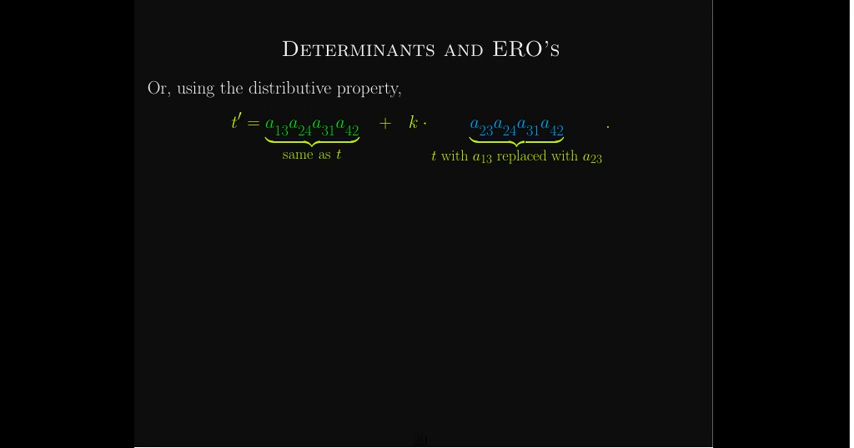 Determinants and ERO's
Or, using the distributive property,
t′ = a₁₃a₂₄a₃₁a₄₂ + k · a₂₃a₂₄a₃₁a₄₂ .
same as t
t with a₁₃ replaced with a₂₃